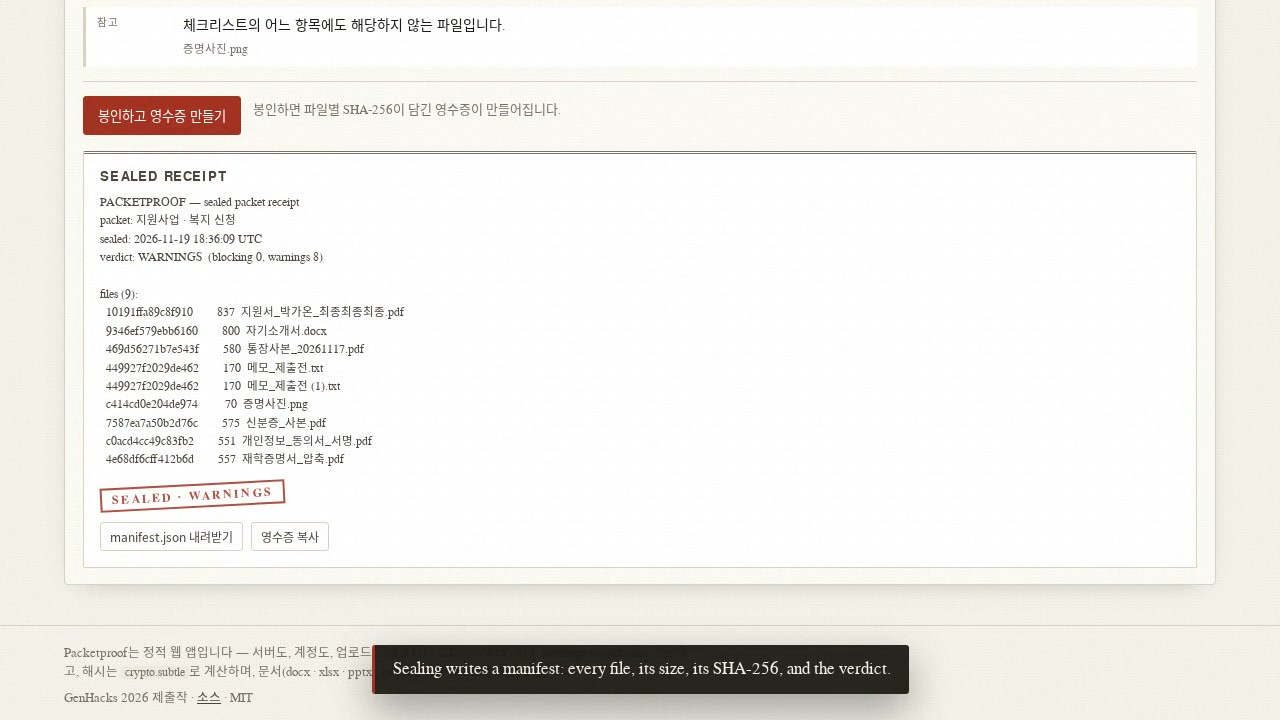 참고
체크리스트의 어느 항목에도 해당하지 않는 파일입니다.
증명사진.png
봉인하고 영수증 만들기
봉인하면 파일별 SHA-256이 담긴 영수증이 만들어집니다.
SEALED RECEIPT
PACKETPROOF — sealed packet receipt
packet: 지원사업 · 복지 신청
sealed: 2026-11-19 18:36:09 UTC
verdict: WARNINGS (blocking 0, warnings 8)
files (9):
10191ffa89c8f910 837 지원서_박가온_최종최종최종.pdf
9346ef579ebb6160 800 자기소개서.docx
469d56271b7e543f 580 통장사본_20261117.pdf
449927f2029de462 170 메모_제출전.txt
449927f2029de462 170 메모_제출전 (1).txt
c414cd0e204de974 70 증명사진.png
7587ea7a50b2d76c 575 신분증_사본.pdf
c0acd4cc49c83fb2 551 개인정보_동의서_서명.pdf
4e68df6cff412b6d 557 재학증명서_압축.pdf
SEALED · WARNINGS
manifest.json 내려받기
영수증 복사
Packetproof는 정적 웹 앱입니다 — 서버도, 계정도, 업로드
고, 해시는 crypto.subtle 로 계산하며, 문서(docx · xlsx · pptx
Sealing writes a manifest: every file, its size, its SHA-256, and the verdict.
GenHacks 2026 제출작 · 소스 · MIT